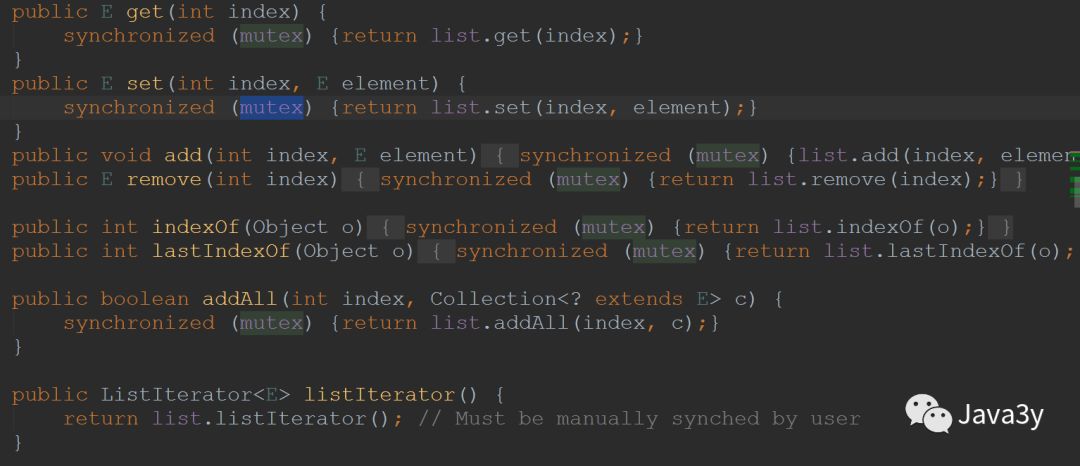 public E get(int index) {
synchronized (mutex) {return list.get(index);}
}
public E set(int index, E element) {
synchronized (mutex) {return list.set(index, element);}
}
public void add(int index, E element) { synchronized (mutex) {list.add(index, elemen
public E remove(int index) { synchronized (mutex) {return list.remove(index);} }
public int indexOf(Object o) { synchronized (mutex) {return list.indexOf(o);} }
public int lastIndexOf(Object o) { synchronized (mutex) {return list.lastIndexOf(o);
public boolean addAll(int index, Collection<? extends E> c) {
synchronized (mutex) {return list.addAll(index, c);}
}
public ListIterator<E> listIterator() {
return list.listIterator(); // Must be manually synched by user
}
Java3y